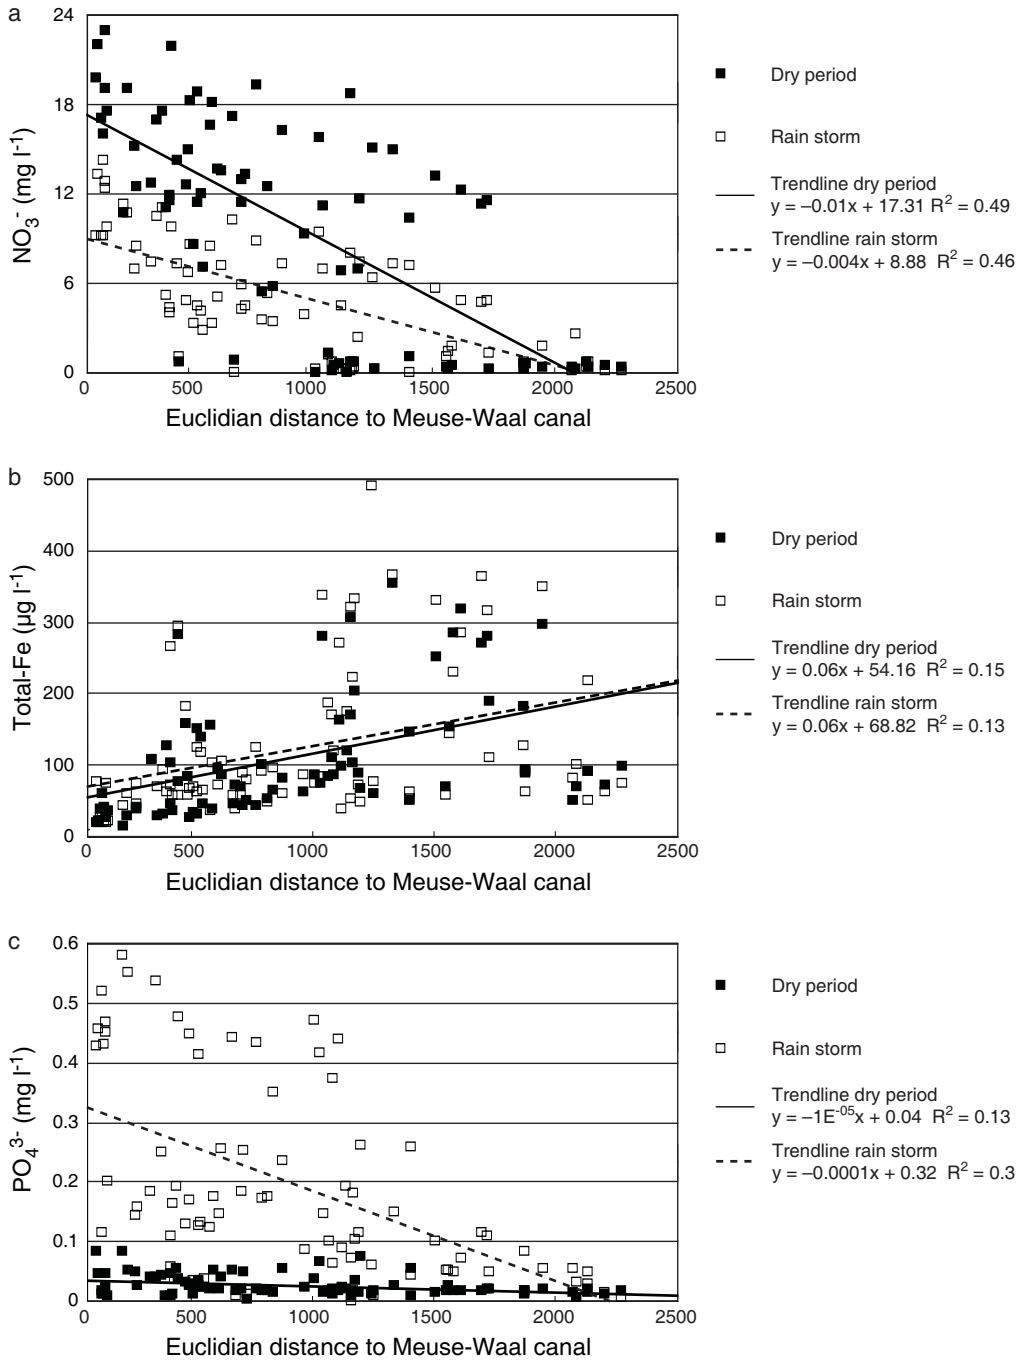 a
24
18
12
6
0
NO3- (mg l-1)
0 500 1000 1500 2000 2500
Euclidian distance to Meuse-Waal canal
Dry period
Rain storm
Trendline dry period
y = –0.01x + 17.31 R2 = 0.49
Trendline rain storm
y = –0.004x + 8.88 R2 = 0.46
b
500
400
300
200
100
0
Total-Fe (µg l-1)
0 500 1000 1500 2000 2500
Euclidian distance to Meuse-Waal canal
Dry period
Rain storm
Trendline dry period
y = 0.06x + 54.16 R2 = 0.15
Trendline rain storm
y = 0.06x + 68.82 R2 = 0.13
c
0.6
0.5
0.4
0.3
0.2
0.1
0
PO43- (mg l-1)
0 500 1000 1500 2000 2500
Euclidian distance to Meuse-Waal canal
Dry period
Rain storm
Trendline dry period
y = –1E-05x + 0.04 R2 = 0.13
Trendline rain storm
y = –0.0001x + 0.32 R2 = 0.3